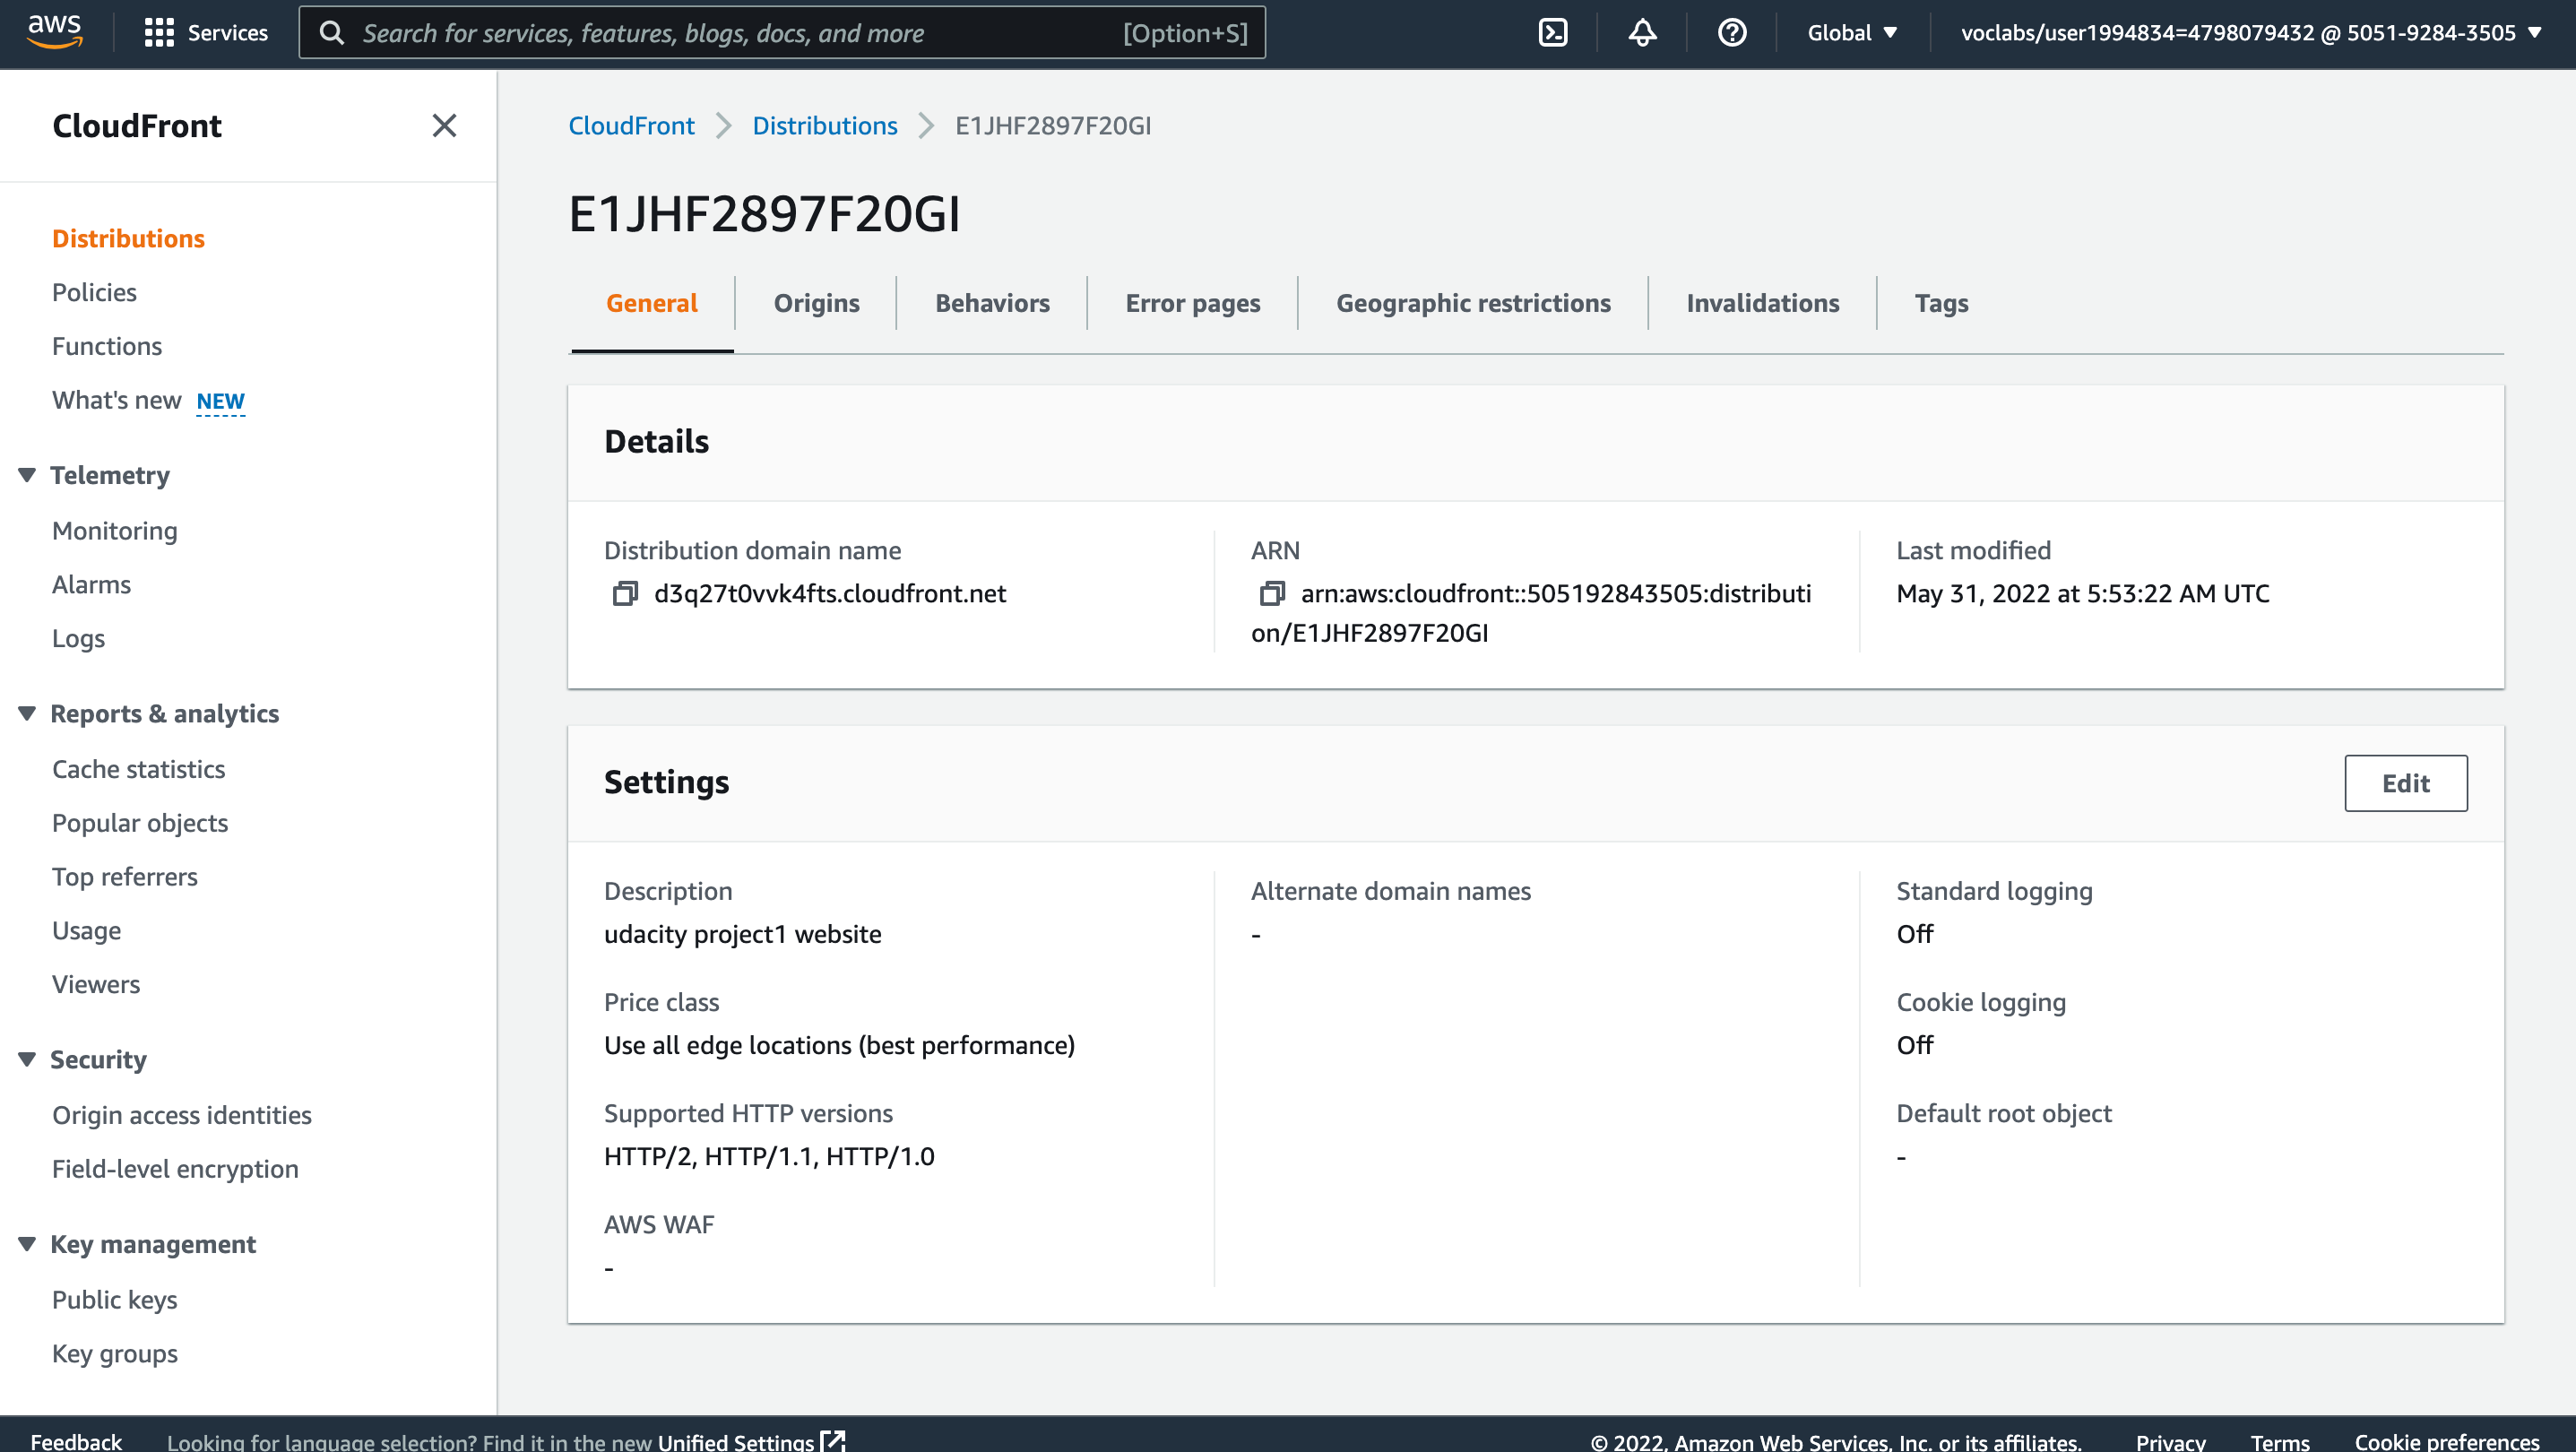 aws
Services
Search for services, features, blogs, docs, and more
[Option+S]
Global
voclabs/user1994834=4798079432 @ 5051-9284-3505
CloudFront
Distributions
Policies
Functions
What's new NEW
Telemetry
Monitoring
Alarms
Logs
Reports & analytics
Cache statistics
Popular objects
Top referrers
Usage
Viewers
Security
Origin access identities
Field-level encryption
Key management
Public keys
Key groups
CloudFront Distributions E1JHF2897F20GI
E1JHF2897F20GI
General Origins Behaviors Error pages Geographic restrictions Invalidations Tags
Details
Distribution domain name
d3q27t0vvk4fts.cloudfront.net
ARN
arn:aws:cloudfront::505192843505:distributi
on/E1JHF2897F20GI
Last modified
May 31, 2022 at 5:53:22 AM UTC
Settings
Edit
Description
udacity project1 website
Price class
Use all edge locations (best performance)
Supported HTTP versions
HTTP/2, HTTP/1.1, HTTP/1.0
AWS WAF
-
Alternate domain names
-
Standard logging
Off
Cookie logging
Off
Default root object
-
Feedback
Looking for language selection? Find it in the new Unified Settings
© 2022, Amazon Web Services, Inc. or its affiliates.
Privacy
Terms
Cookie preferences